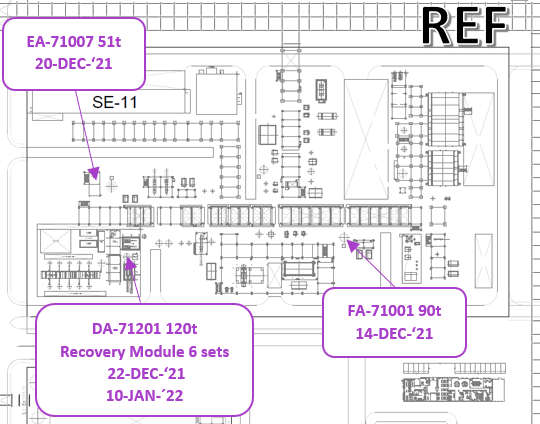 REF
EA-71007 51t
20-DEC-‘21
SE-11
DA-71201 120t
Recovery Module 6 sets
22-DEC-‘21
10-JAN-´22
FA-71001 90t
14-DEC-‘21